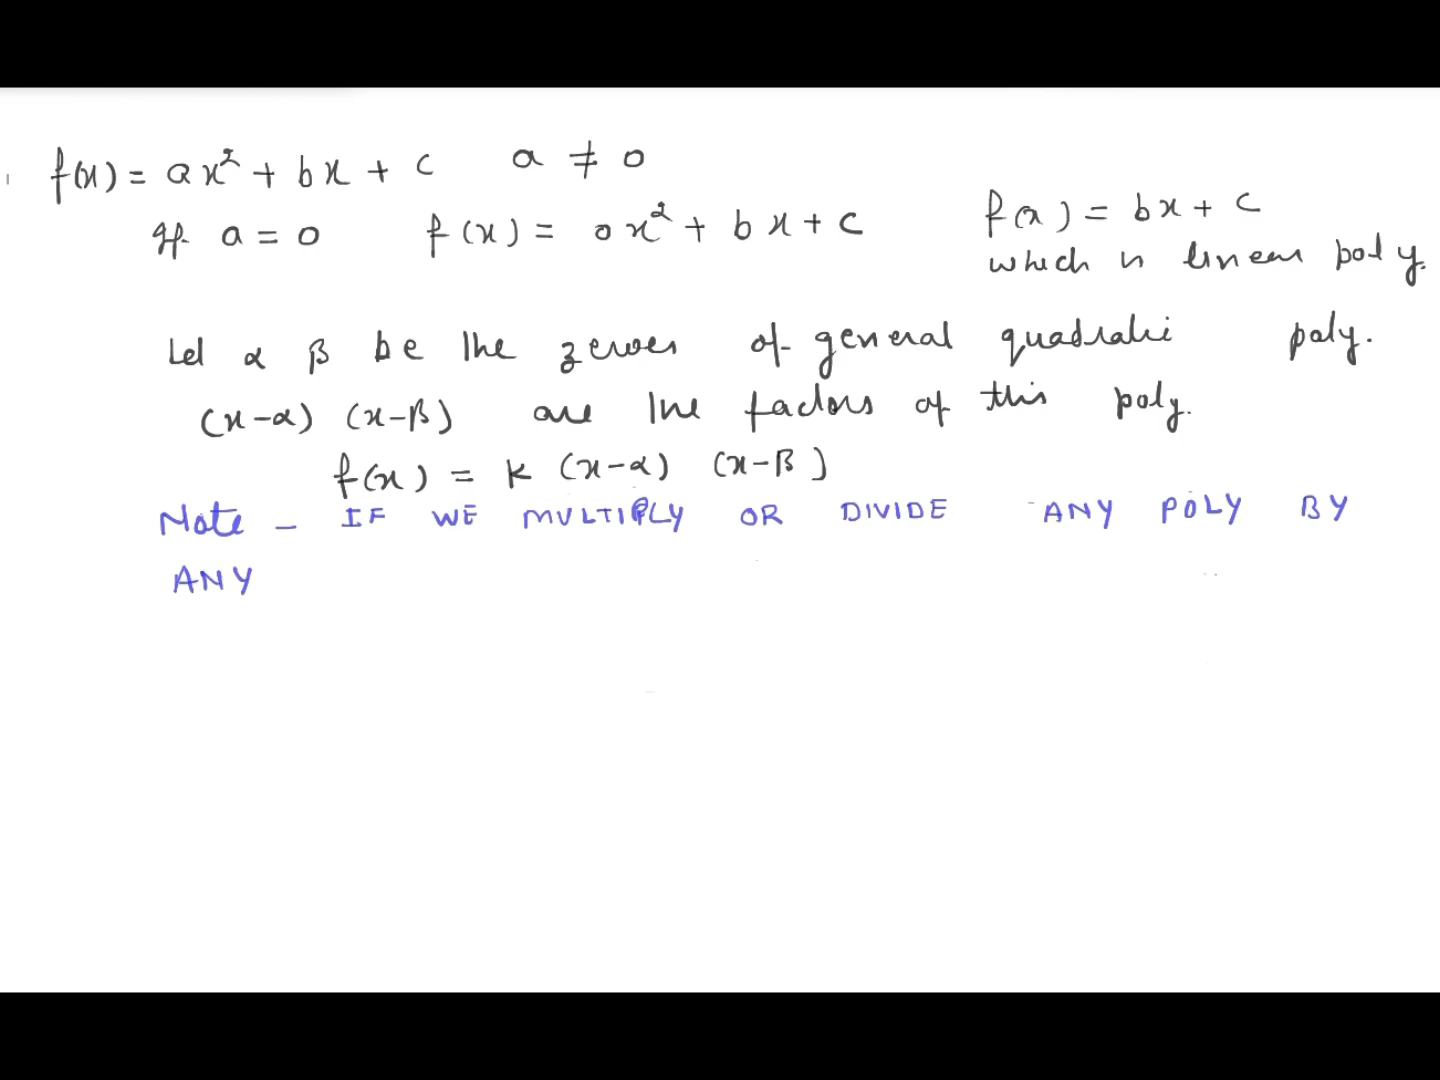 f(x) = ax² + bx + c   a ≠ 0
If a = 0   f(x) = 0x² + bx + c   f(x) = bx + c
which is linear poly.
Let α β be the zeroes of general quadratic poly.
(x-α) (x-β) are the factors of this poly.
f(x) = k (x-α) (x-β)
Note - IF WE MULTIPLY OR DIVIDE ANY POLY BY
ANY